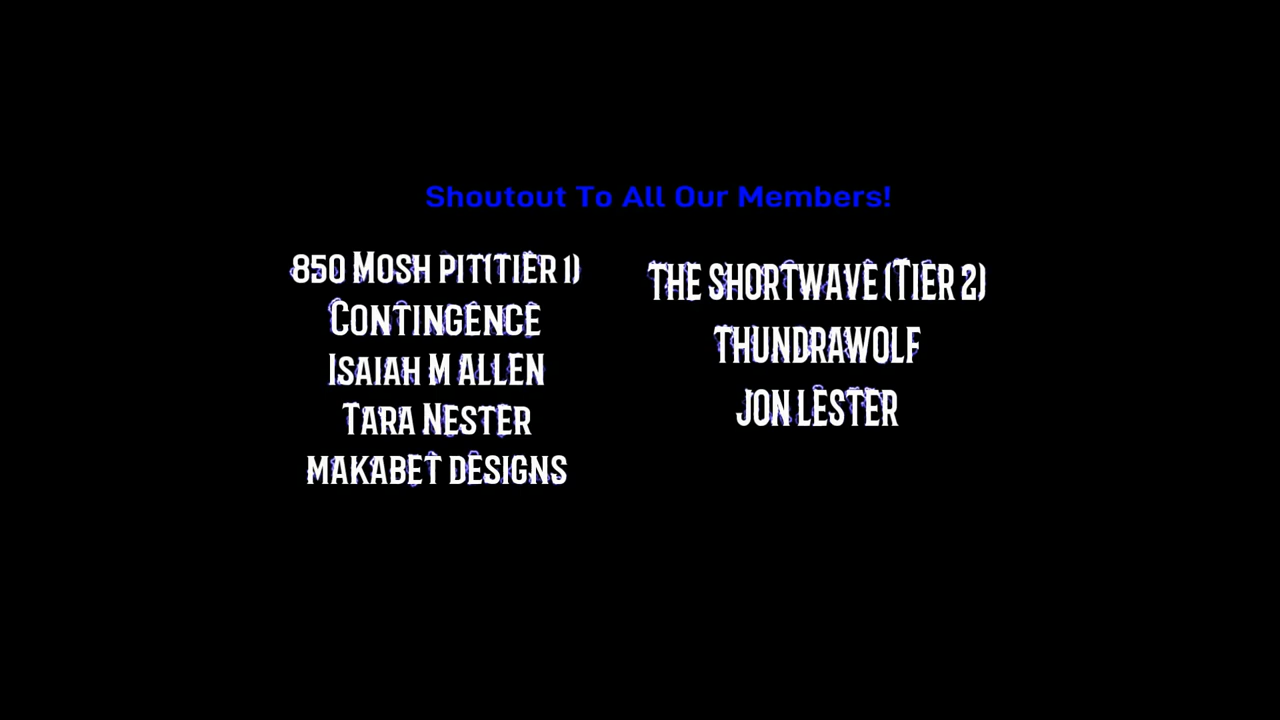 Shoutout To All Our Members!
850 Mosh pit(tier 1)
Contingence
Isaiah M Allen
Tara Nester
makabet designs
THE SHORTWAVE (Tier 2)
THUNDRAWOLF
JON LESTER